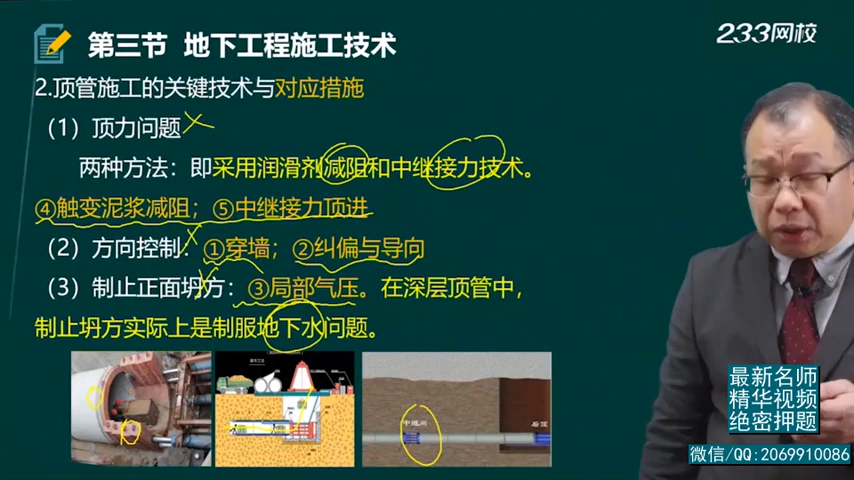 第三节 地下工程施工技术
233网校
2.顶管施工的关键技术与对应措施
（1）顶力问题
两种方法：即采用润滑剂减阻和中继接力技术。
④触变泥浆减阻；⑤中继接力顶进
（2）方向控制：①穿墙；②纠偏与导向
（3）制止正面坍方：③局部气压。在深层顶管中，
制止坍方实际上是制服地下水问题。
中继间
后顶
最新名师
精华视频
绝密押题
微信/QQ:2069910086